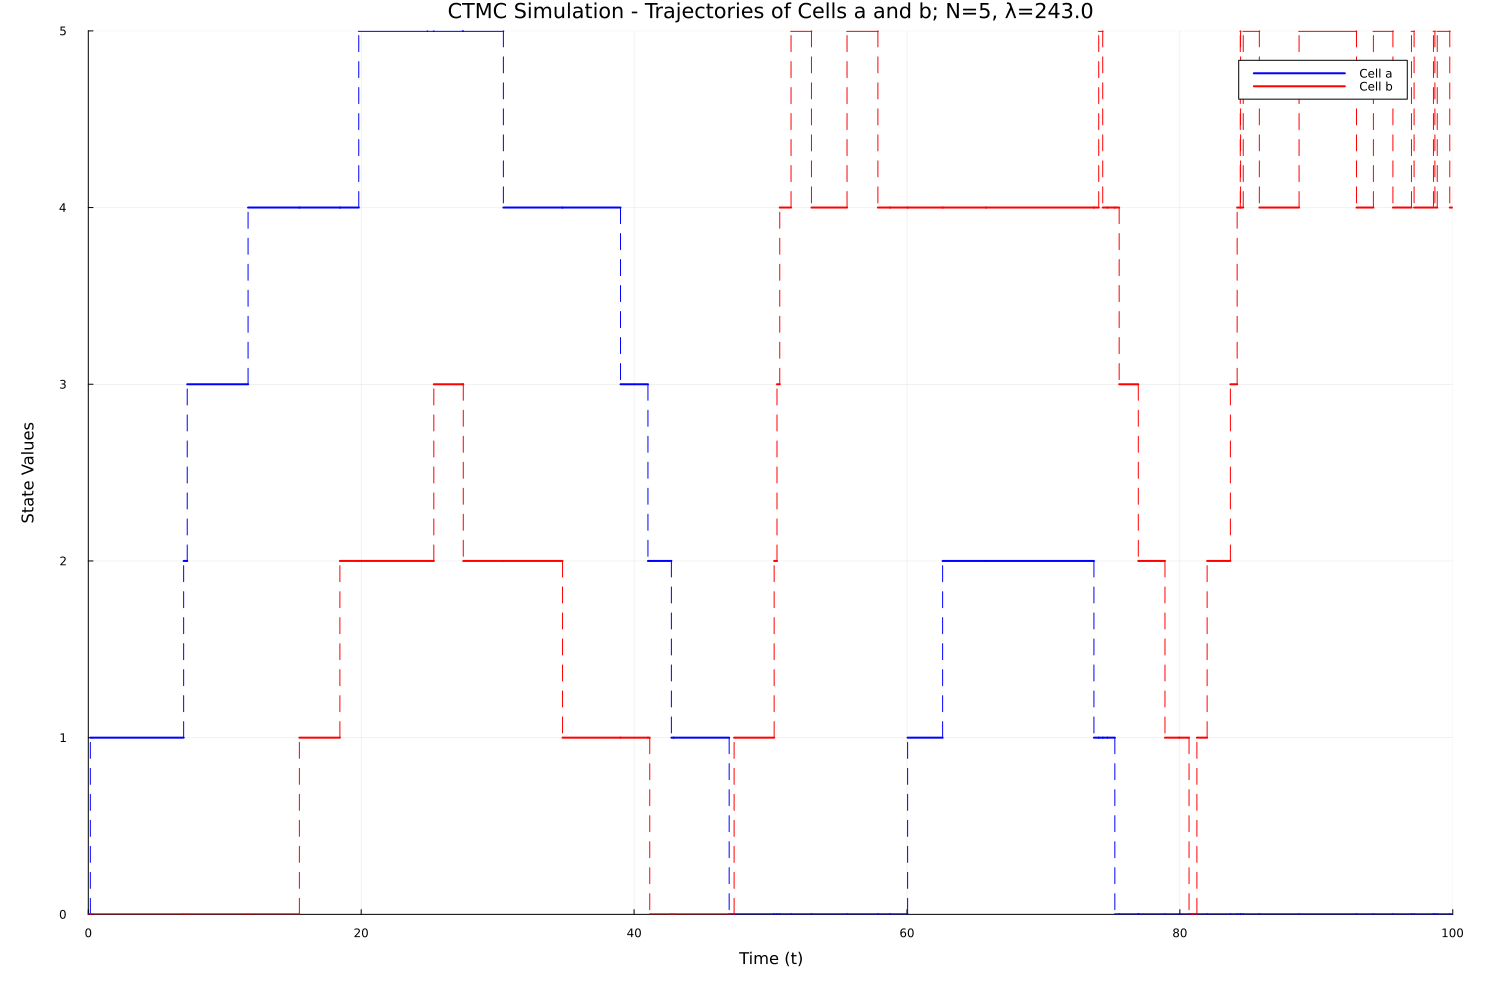 CTMC Simulation - Trajectories of Cells a and b; N=5, λ=243.0
5
Cell a
Cell b
4
3
State Values
2
1
0
0 20 40 60 80 100
Time (t)